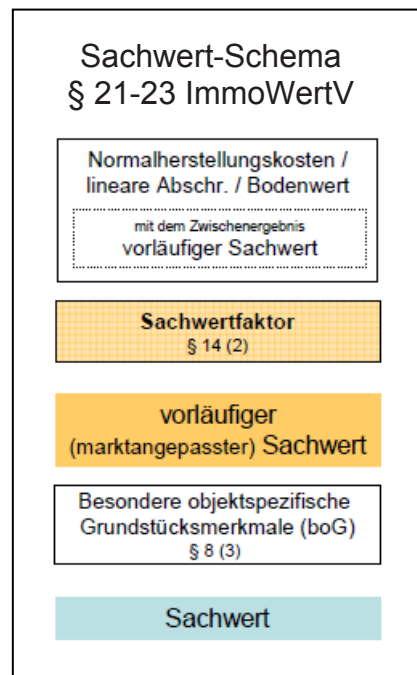 Sachwert-Schema
§ 21-23 ImmoWertV
Normalherstellungskosten /
lineare Abschr. / Bodenwert
mit dem Zwischenergebnis
vorläufiger Sachwert
Sachwertfaktor
§ 14 (2)
vorläufiger
(marktangepasster) Sachwert
Besondere objektspezifische
Grundstücksmerkmale (boG)
§ 8 (3)
Sachwert